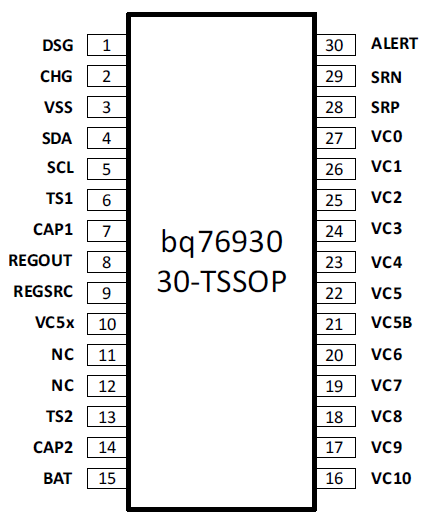 DSG 1 30 ALERT
CHG 2 29 SRN
VSS 3 28 SRP
SDA 4 27 VC0
SCL 5 26 VC1
TS1 6 25 VC2
CAP1 7 24 VC3
REGOUT 8 23 VC4
REGSRC 9 22 VC5
VC5x 10 21 VC5B
NC 11 20 VC6
NC 12 19 VC7
TS2 13 18 VC8
CAP2 14 17 VC9
BAT 15 16 VC10
bq76930
30-TSSOP